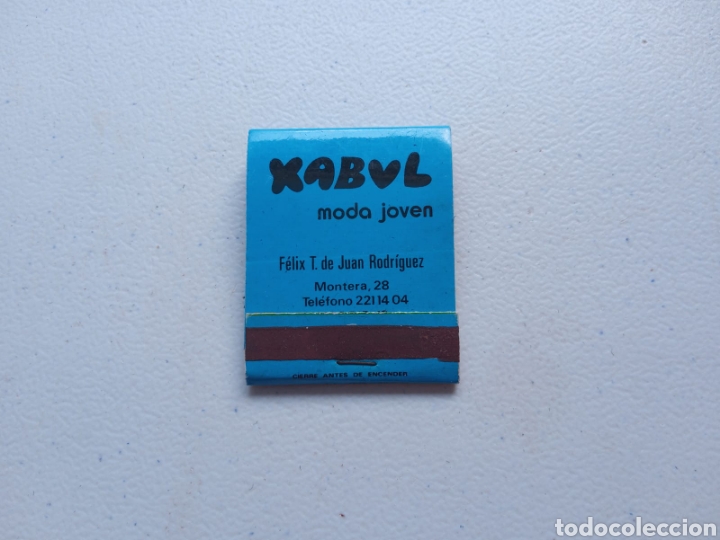 XABUL
moda joven
Félix T. de Juan Rodríguez
Montera, 28
Teléfono 221 14 04
CIERRE ANTES DE ENCENDER
todocoleccion